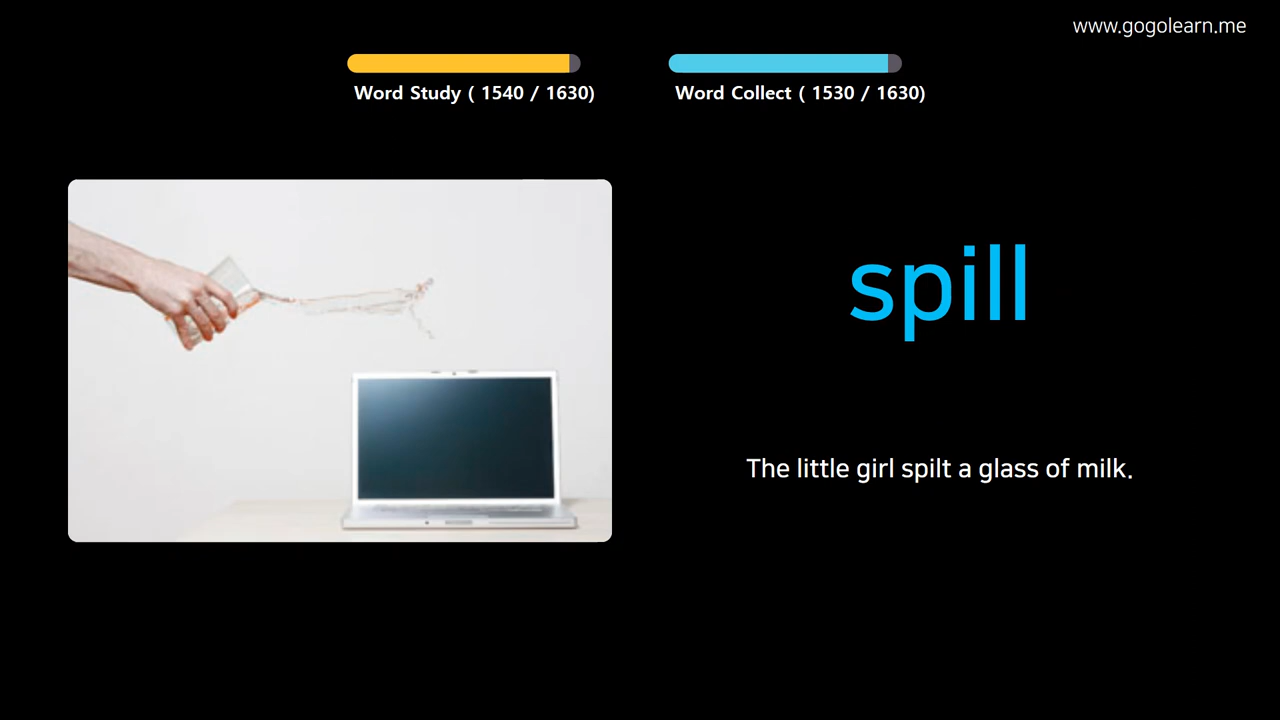 www.gogolearn.me
Word Study ( 1540 / 1630)
Word Collect ( 1530 / 1630)
spill
The little girl spilt a glass of milk.